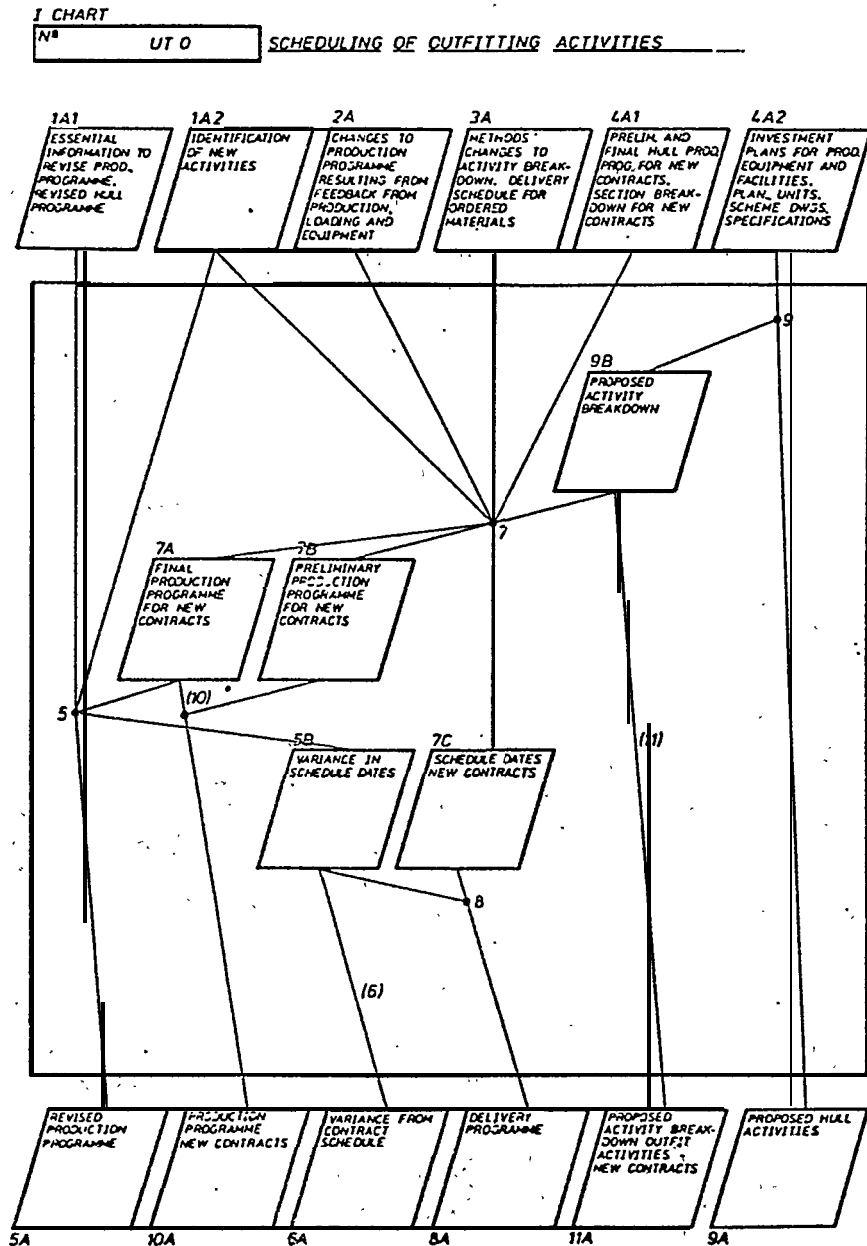 I CHART
Nº UT 0 SCHEDULING OF OUTFITTING ACTIVITIES
1A1
ESSENTIAL
INFORMATION TO
REVISE PROD.
PROGRAMME.
REVISED HULL
PROGRAMME
1A2
IDENTIFICATION
OF NEW
ACTIVITIES
2A
CHANGES TO
PRODUCTION
PROGRAMME
RESULTING FROM
FEEDBACK FROM
PRODUCTION,
LOADING AND
EQUIPMENT
3A
METHODS
CHANGES TO
ACTIVITY BREAK-
DOWN. DELIVERY
SCHEDULE FOR
ORDERED
MATERIALS
4A1
PRELIM. AND
FINAL HULL PROD.
PROG. FOR NEW
CONTRACTS.
SECTION BREAK-
DOWN FOR NEW
CONTRACTS
4A2
INVESTMENT
PLANS FOR PROD.
EQUIPMENT AND
FACILITIES.
PLAN. UNITS.
SCHEME DWGS.
SPECIFICATIONS
9
9B
PROPOSED
ACTIVITY
BREAKDOWN
7
7A
FINAL
PRODUCTION
PROGRAMME
FOR NEW
CONTRACTS
7B
PRELIMINARY
PRODUCTION
PROGRAMME
FOR NEW
CONTRACTS
5
(10)
5B
VARIANCE IN
SCHEDULE DATES
7C
SCHEDULE DATES
NEW CONTRACTS
(11)
8
(6)
REVISED
PRODUCTION
PROGRAMME
5A
PRODUCTION
PROGRAMME
NEW CONTRACTS
10A
VARIANCE FROM
CONTRACT
SCHEDULE
6A
DELIVERY
PROGRAMME
8A
PROPOSED
ACTIVITY BREAK-
DOWN OUTFIT
ACTIVITIES
NEW CONTRACTS
11A
PROPOSED HULL
ACTIVITIES
9A